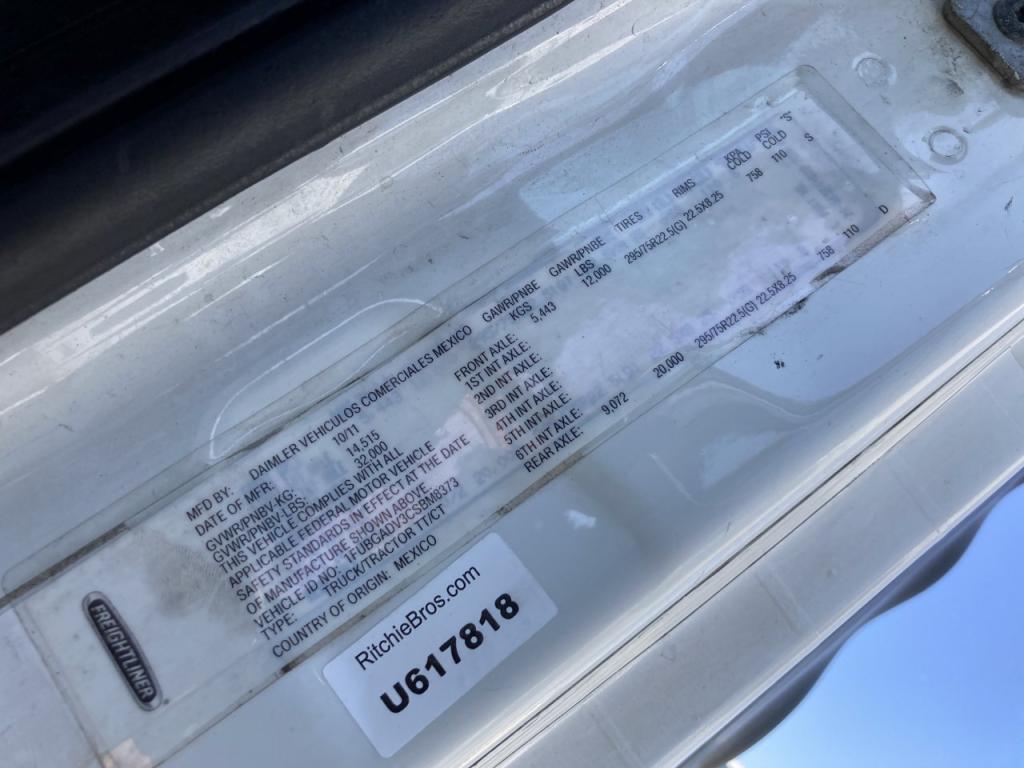 MFD BY: DAIMLER VEHICULOS COMERCIALES MEXICO
DATE OF MFR: 10/11
GVWR/PNBV-KG: 14,515
GVWR/PNBV-LBS: 32,000
THIS VEHICLE COMPLIES WITH ALL
APPLICABLE FEDERAL MOTOR VEHICLE
SAFETY STANDARDS IN EFFECT AT THE DATE
OF MANUFACTURE SHOWN ABOVE.
VEHICLE ID NO: 1FUBGADV3CSBM8373
TYPE: TRUCK/TRACTOR TT/CT
COUNTRY OF ORIGIN: MEXICO
GAWR/PNBE GAWR/PNBE TIRES RIMS KPA PSI "S"
KGS LBS COLD COLD
FRONT AXLE: 5,443 12,000 295/75R22.5(G) 22.5X8.25 758 110 S
1ST INT AXLE:
2ND INT AXLE:
3RD INT AXLE:
4TH INT AXLE:
5TH INT AXLE:
6TH INT AXLE:
REAR AXLE: 9,072 20,000 295/75R22.5(G) 22.5X8.25 758 110 D
FREIGHTLINER
RitchieBros.com
U617818